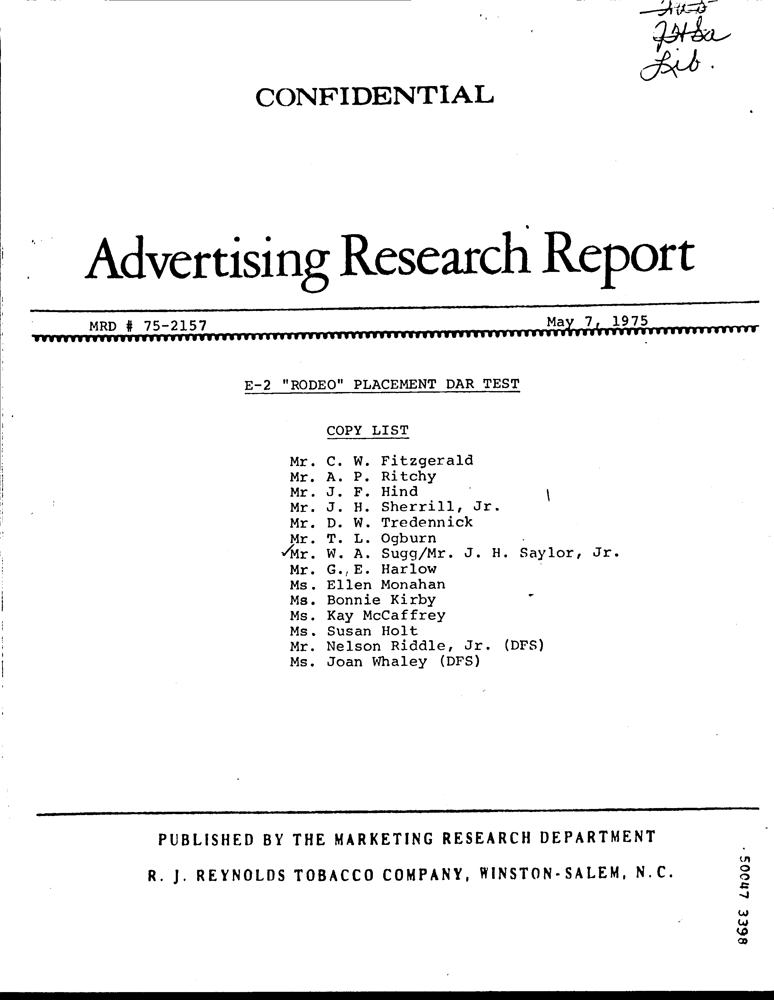 Lib.
CONFIDENTIAL
Advertising Research Report
MRD # 75-2157 May 7, 1975
E-2 "RODEO" PLACEMENT DAR TEST
COPY LIST
Mr. C. W. Fitzgerald
Mr. A. P. Ritchy
Mr. J. F. Hind
Mr. J. H. Sherrill, Jr.
Mr. D. W. Tredennick
Mr. T. L. Ogburn
✓Mr. W. A. Sugg/Mr. J. H. Saylor, Jr.
Mr. G. E. Harlow
Ms. Ellen Monahan
Ms. Bonnie Kirby
Ms. Kay McCaffrey
Ms. Susan Holt
Mr. Nelson Riddle, Jr. (DFS)
Ms. Joan Whaley (DFS)
PUBLISHED BY THE MARKETING RESEARCH DEPARTMENT
R. J. REYNOLDS TOBACCO COMPANY, WINSTON-SALEM, N.C.
50047 3398